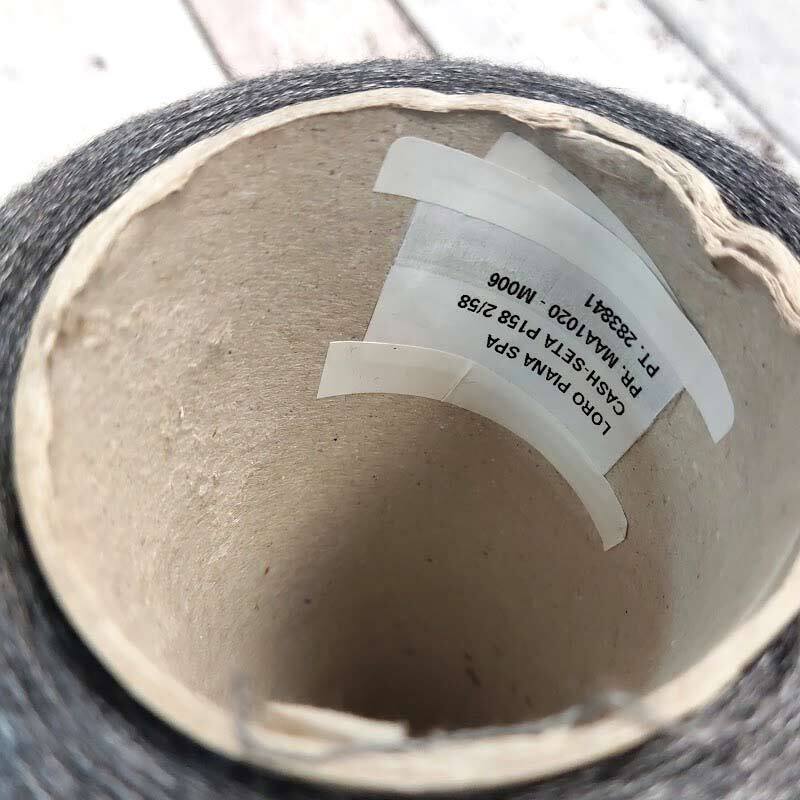 LORO PIANA SPA
CASH-SETA P158 2/58
PR. MAA1020 - M006
PT. 283841